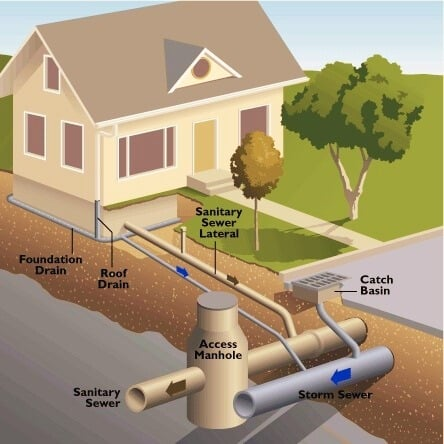 Sanitary
Sewer
Lateral
Foundation
Drain
Roof
Drain
Catch
Basin
Access
Manhole
Sanitary
Sewer
Storm Sewer